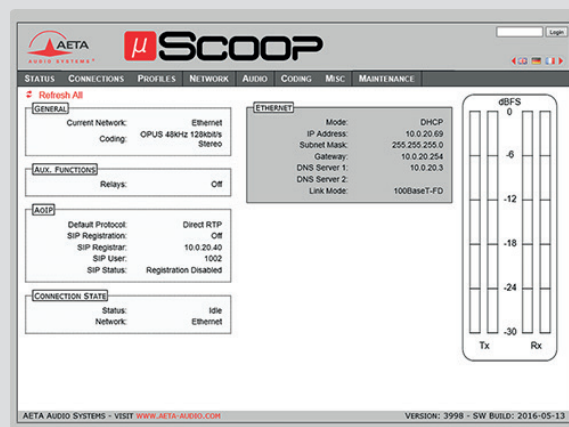 AETA
AUDIO SYSTEMS
µSCOOP
Login
STATUS CONNECTIONS PROFILES NETWORK AUDIO CODING MISC MAINTENANCE
Refresh All
GENERAL
Current Network: Ethernet
Coding: OPUS 48kHz 128kbit/s
Stereo
AUX. FUNCTIONS
Relays: Off
AOIP
Default Protocol: Direct RTP
SIP Registration: Off
SIP Registrar: 10.0.20.40
SIP User: 1002
SIP Status: Registration Disabled
CONNECTION STATE
Status: Idle
Network: Ethernet
ETHERNET
Mode: DHCP
IP Address: 10.0.20.69
Subnet Mask: 255.255.255.0
Gateway: 10.0.20.254
DNS Server 1: 10.0.20.3
DNS Server 2:
Link Mode: 100BaseT-FD
dBFS
0
-6
-12
-18
-24
-30
Tx Rx
AETA AUDIO SYSTEMS - VISIT WWW.AETA-AUDIO.COM
VERSION: 3998 - SW BUILD: 2016-05-13